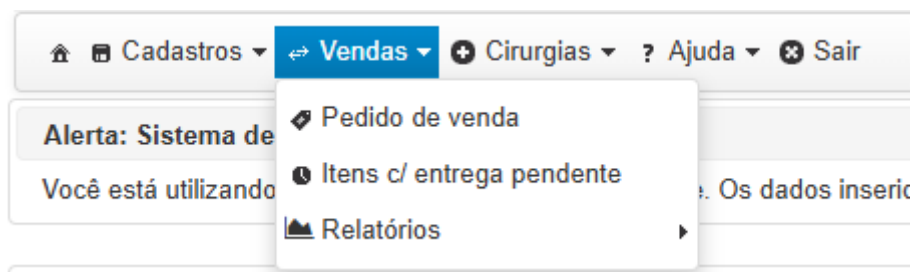 Cadastros Vendas Cirurgias ? Ajuda Sair
Pedido de venda
Alerta: Sistema de
Itens c/ entrega pendente
Você está utilizando . Os dados
Relatórios